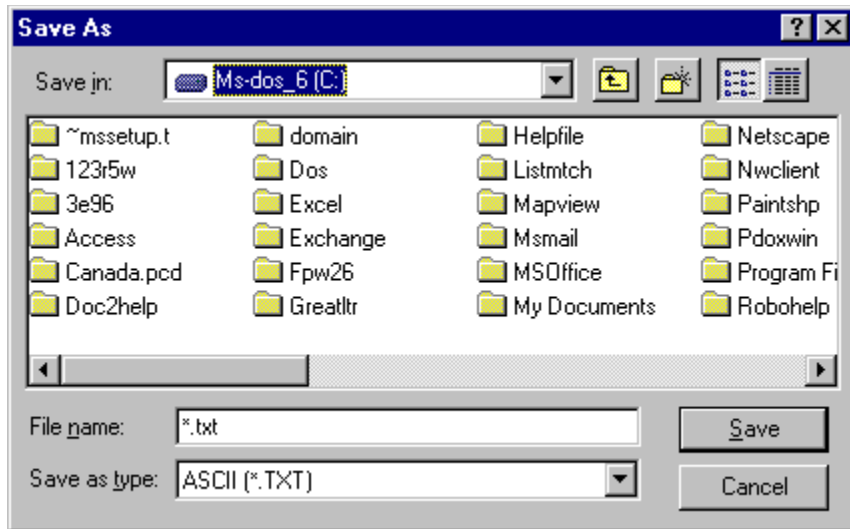 Save As
Save in: Ms-dos_6 (C:)
~mssetup.t domain Helpfile Netscape
123r5w Dos Listmtch Nwclient
3e96 Excel Mapview Paintshp
Access Exchange Msmail Pdoxwin
Canada.pcd Fpw26 MSOffice Program Fi
Doc2help Greatltr My Documents Robohelp
File name: *.txt Save
Save as type: ASCII (*.TXT) Cancel